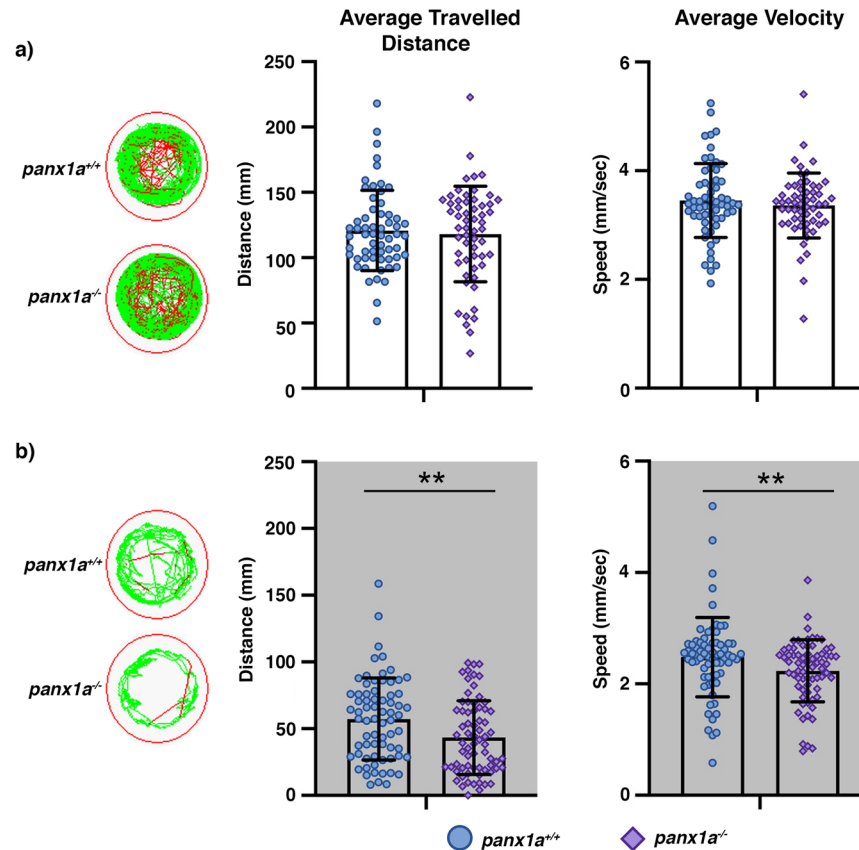 Average Travelled
Distance
Average Velocity
a)
panx1a+/+
panx1a-/-
Distance (mm)
250
200
150
100
50
0
Speed (mm/sec)
6
4
2
0
b)
panx1a+/+
panx1a-/-
Distance (mm)
250
200
150
100
50
0
**
Speed (mm/sec)
6
4
2
0
**
panx1a+/+
panx1a-/-